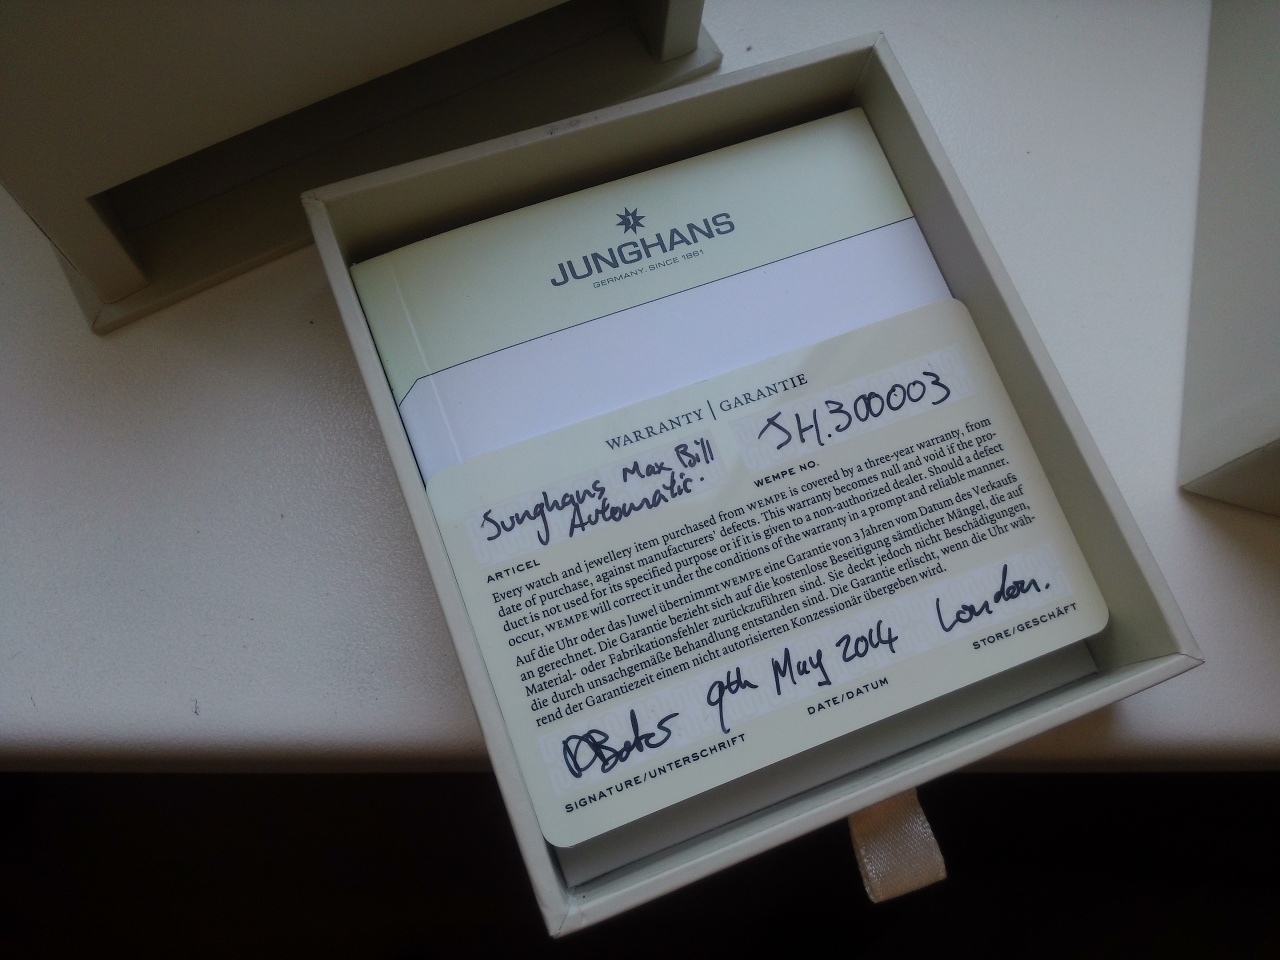 JUNGHANS
GERMANY. SINCE 1861
WARRANTY | GARANTIE
Junghans Max Bill
Automatic.
JH.300003
ARTICEL
WEMPE NO.
Every watch and jewellery item purchased from WEMPE is covered by a three-year warranty, from
date of purchase, against manufacturers' defects. This warranty becomes null and void if the pro-
duct is not used for its specified purpose or if it is given to a non-authorized dealer. Should a defect
occur, WEMPE will correct it under the conditions of the warranty in a prompt and reliable manner.
Auf die Uhr oder das Juwel übernimmt WEMPE eine Garantie von 3 Jahren vom Datum des Verkaufs
an gerechnet. Die Garantie bezieht sich auf die kostenlose Beseitigung sämtlicher Mängel, die auf
Material- oder Fabrikationsfehler zurückzuführen sind. Sie deckt jedoch nicht Beschädigungen,
die durch unsachgemäße Behandlung entstanden sind. Die Garantie erlischt, wenn die Uhr wäh-
rend der Garantiezeit einem nicht autorisierten Konzessionär übergeben wird.
9th May 2014 London.
SIGNATURE/UNTERSCHRIFT DATE/DATUM STORE/GESCHÄFT